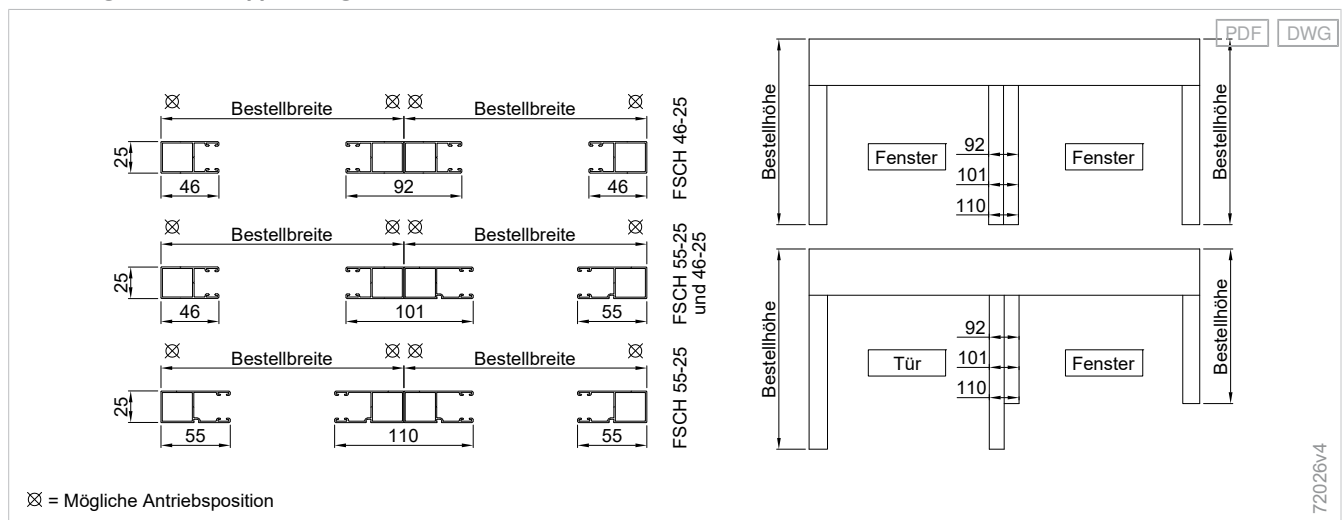 PDF DWG
Bestellbreite Bestellbreite
25
46 92 46
FSCH 46-25
Bestellbreite Bestellbreite
25
46 101 55
FSCH 55-25
und 46-25
Bestellbreite Bestellbreite
25
55 110 55
FSCH 55-25
Bestellhöhe
Fenster
92
101
110
Fenster
Bestellhöhe
Bestellhöhe
Tür
92
101
110
Fenster
Bestellhöhe
= Mögliche Antriebsposition
72026v4